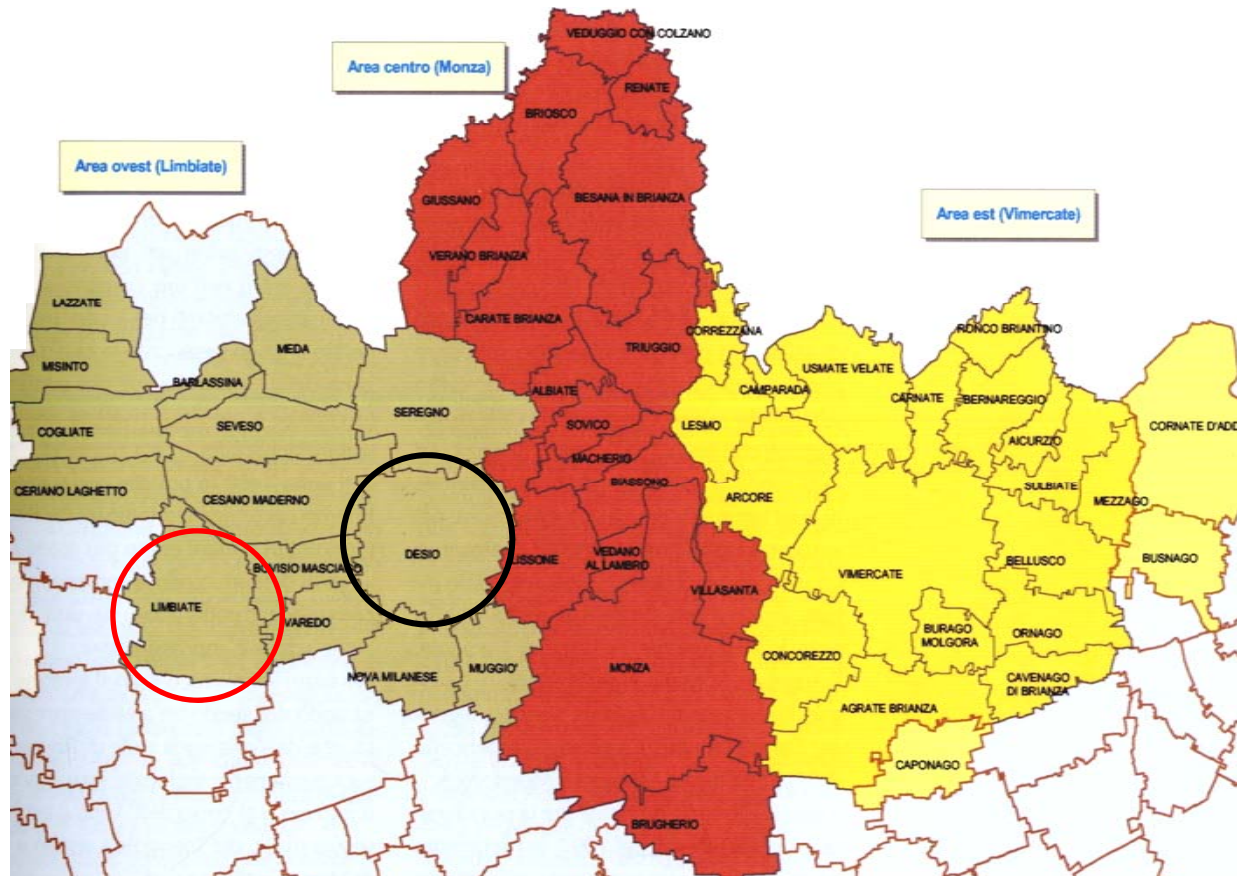 VEDUGGIO CON COLZANO
Area centro (Monza)
RENATE
BRIOSCO
Area ovest (Limbiate)
GIUSSANO
BESANA IN BRIANZA
Area est (Vimercate)
VERANO BRIANZA
LAZZATE
CARATE BRIANZA
CORREZZANA
RONCO BRIANTINO
MEDA
TRIUGGIO
MISINTO
USMATE VELATE
BARLASSINA
ALBIATE
CAMPARADA
CARNATE
BERNAREGGIO
SEREGNO
SEVESO
SOVICO
LESMO
COGLIATE
AICURZIO
CORNATE D'ADD
MACHERIO
BIASSONO
SULBIATE
CERIANO LAGHETTO
CESANO MADERNO
ARCORE
MEZZAGO
DESIO
USSONE
VEDANO
AL LAMBRO
BELLUSCO
BUSNAGO
BOVISIO MASCIAGO
VIMERCATE
VILLASANTA
LIMBIATE
VAREDO
BURAGO
MOLGORA
ORNAGO
CONCOREZZO
MUGGIO'
MONZA
NOVA MILANESE
CAVENAGO
DI BRIANZA
AGRATE BRIANZA
CAPONAGO
BRUGHERIO